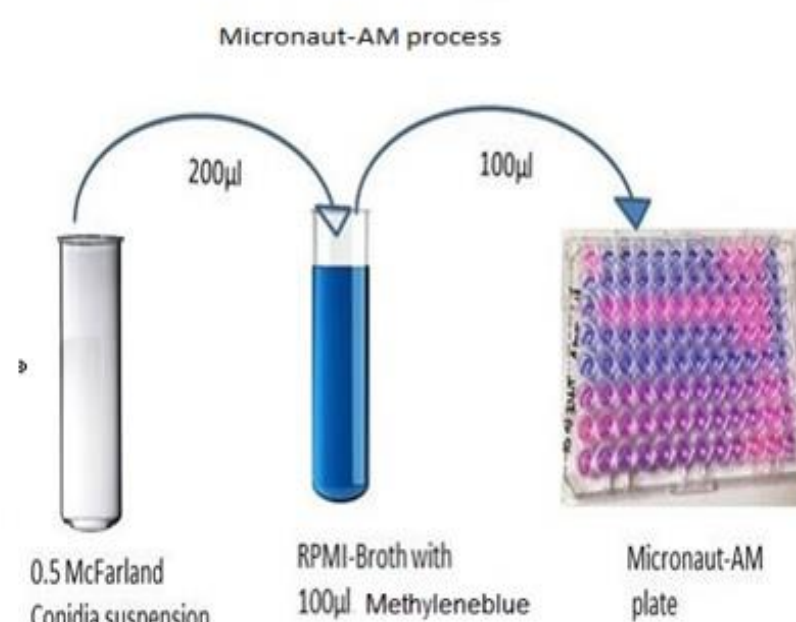 Micronaut-AM process
200µl
100µl
0.5 McFarland
Conidia suspension
RPMI-Broth with
100µl Methyleneblue
Micronaut-AM
plate